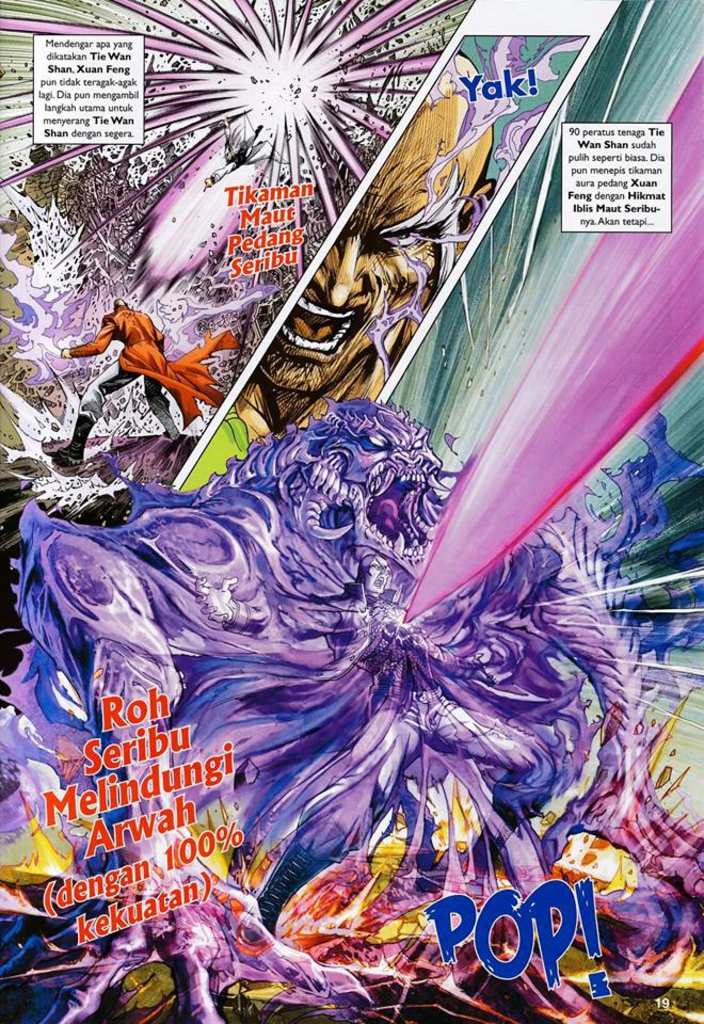 Mendengar apa yang
dikatakan Tie Wan
Shan, Xuan Feng
pun tidak teragak-agak
lagi. Dia pun mengambil
langkah utama untuk
menyerang Tie Wan
Shan dengan segera.
Tikaman
Maut
Pedang
Seribu
Yak!
90 peratus tenaga Tie
Wan Shan sudah
pulih seperti biasa. Dia
pun menepis tikaman
aura pedang Xuan
Feng dengan Hikmat
Iblis Maut Seribu-
nya. Akan tetapi...
Roh
Seribu
Melindungi
Arwah
(dengan 100%
kekuatan)
POP!
19